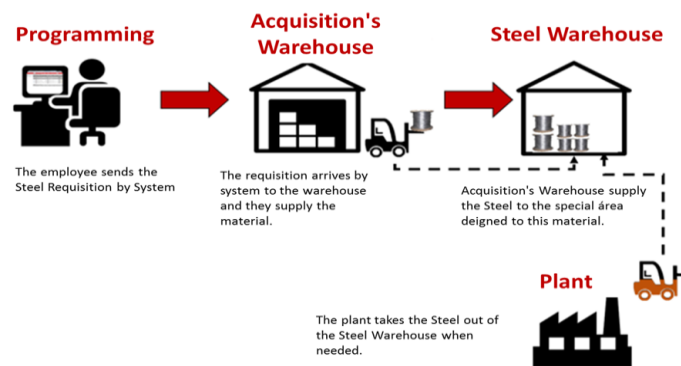 Programming
Acquisition's
Warehouse
Steel Warehouse
The employee sends the
Steel Requisition by System
The requisition arrives by
system to the warehouse
and they supply the
material.
Acquisition's Warehouse supply
the Steel to the special área
deigned to this material.
Plant
The plant takes the Steel out of
the Steel Warehouse when
needed.